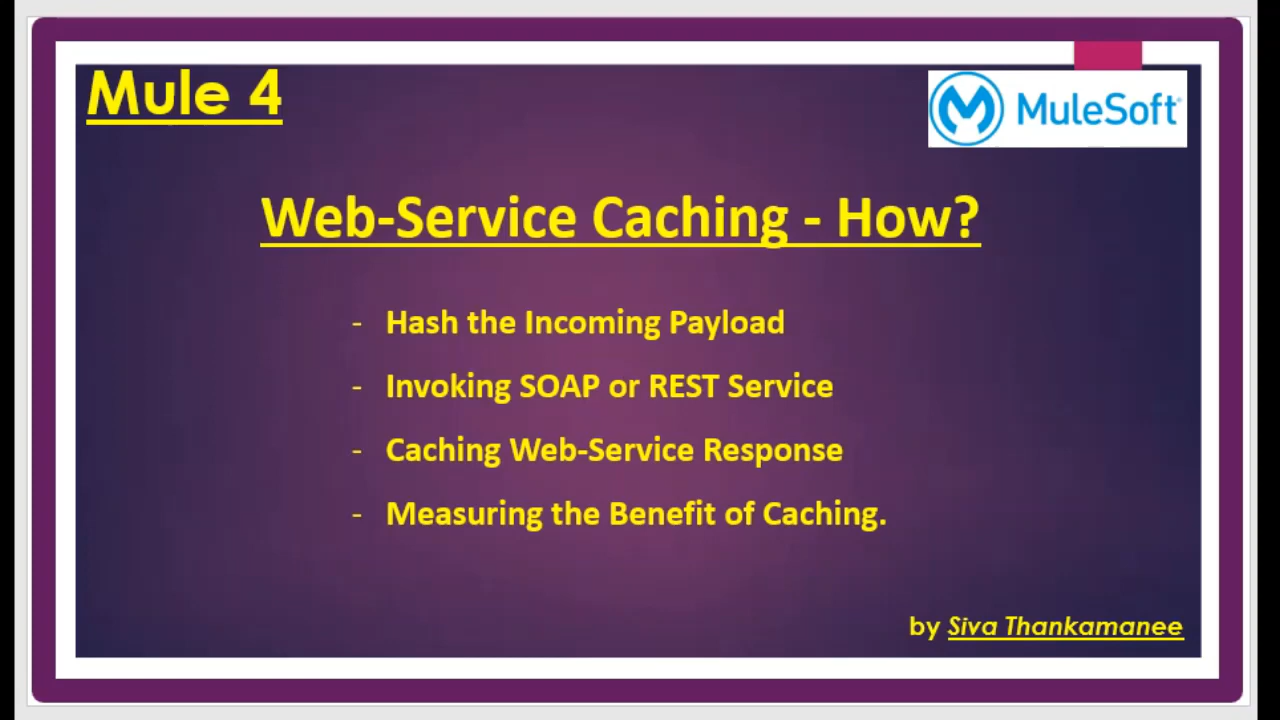 Mule 4
MuleSoft
Web-Service Caching - How?
- Hash the Incoming Payload
- Invoking SOAP or REST Service
- Caching Web-Service Response
- Measuring the Benefit of Caching.
by Siva Thankamanee